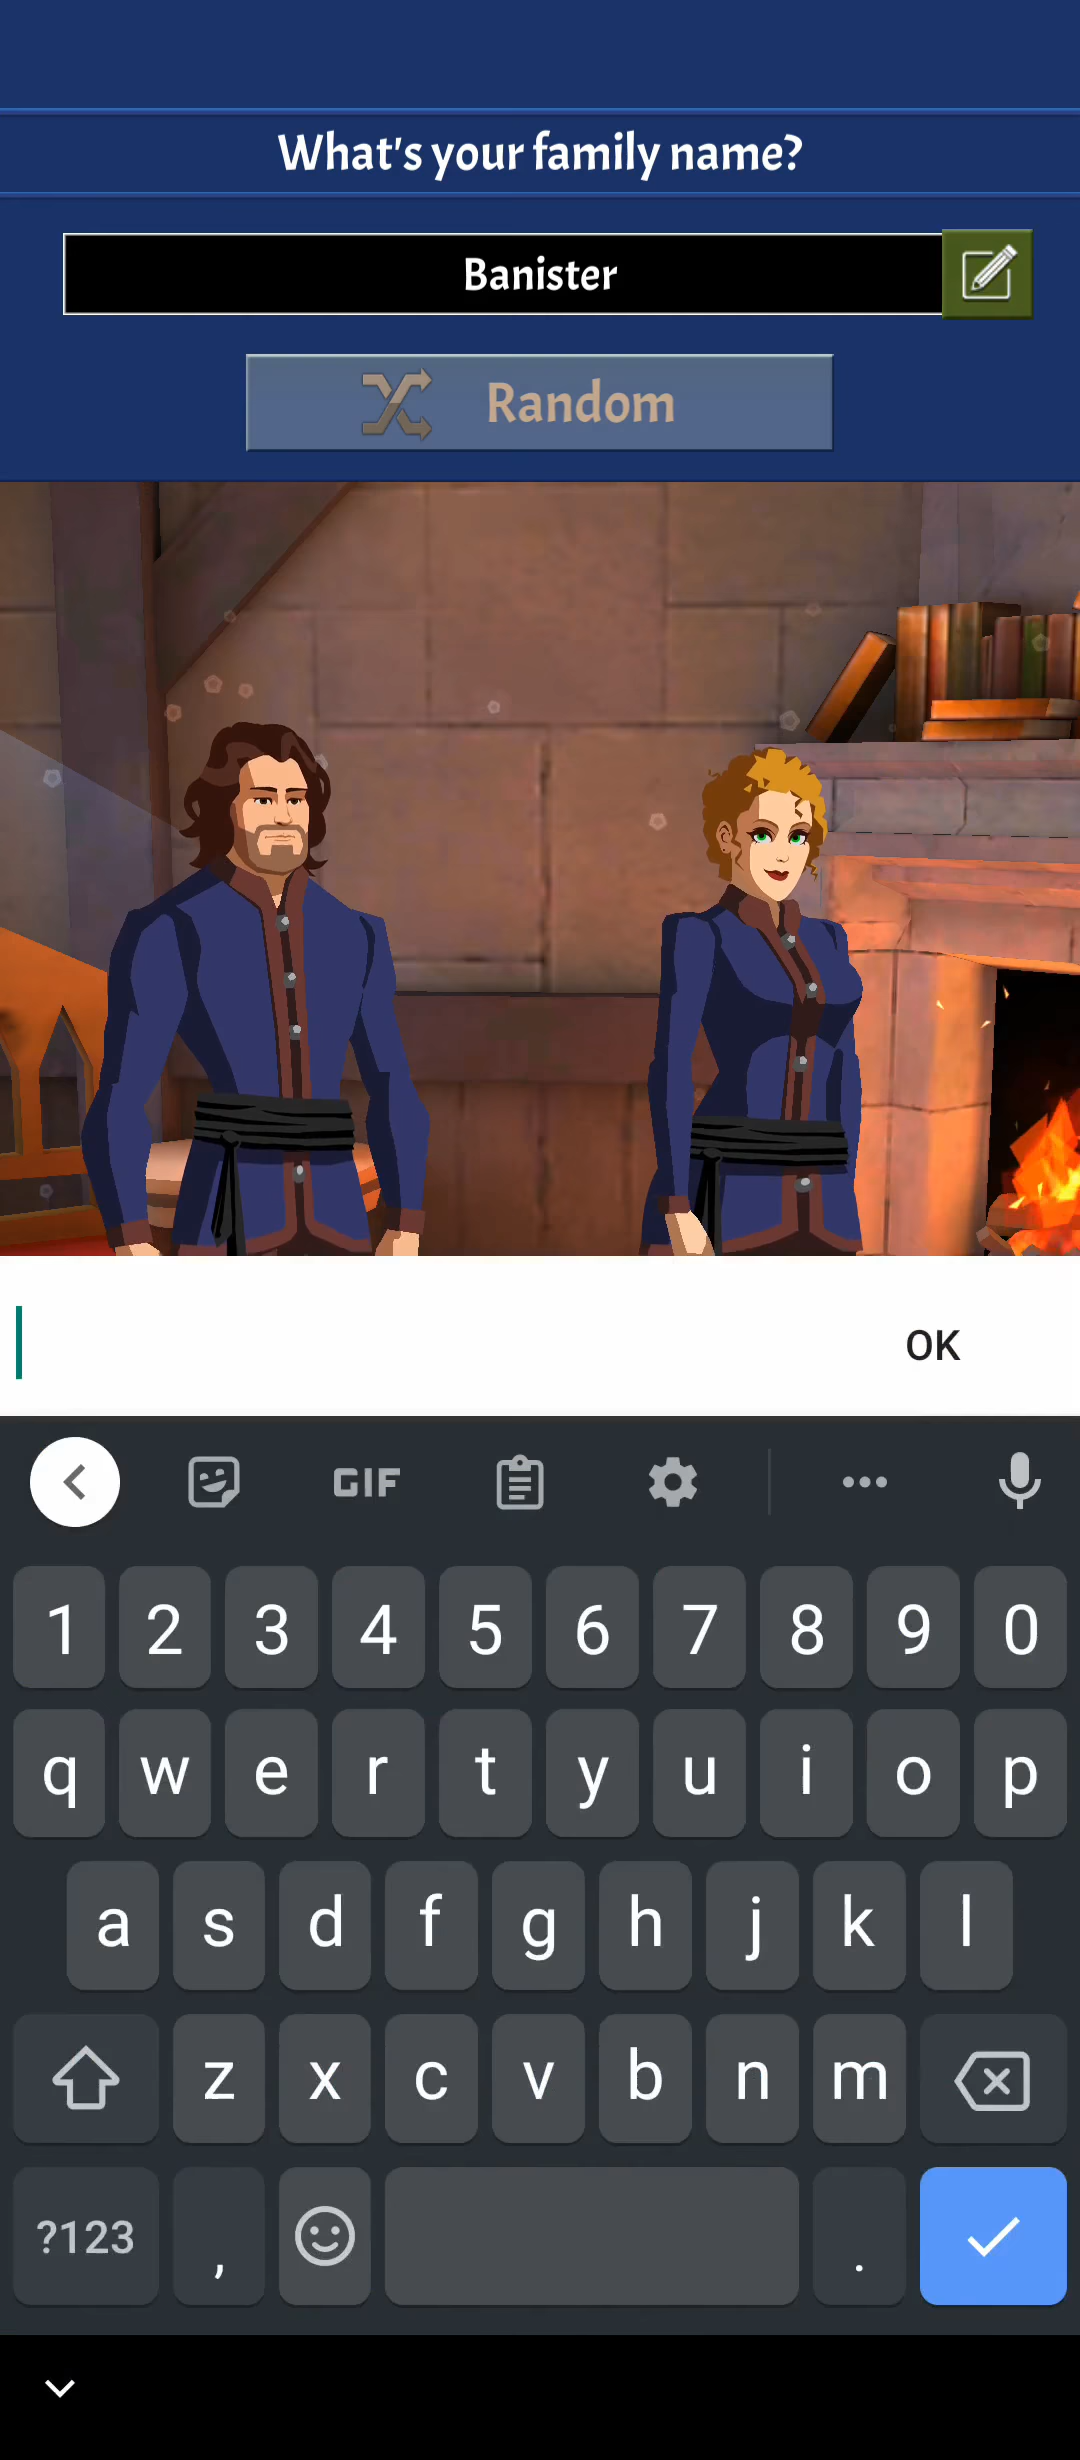 What's your family name?
Banister
Random
OK
GIF
1 2 3 4 5 6 7 8 9 0
q w e r t y u i o p
a s d f g h j k l
z x c v b n m
?123 , .